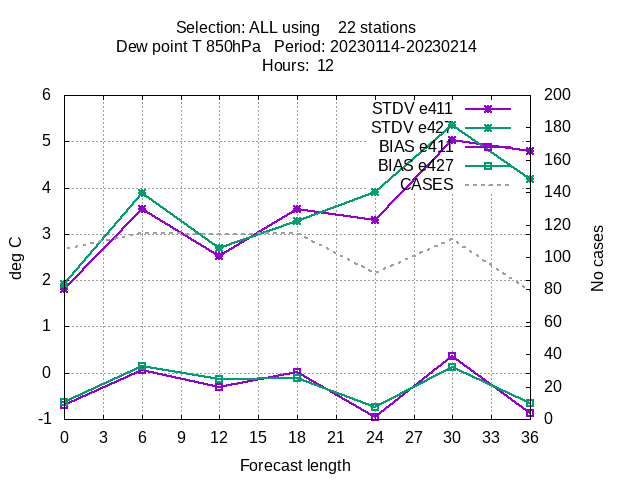 Selection: ALL using 22 stations
Dew point T 850hPa Period: 20230114-20230214
Hours: 12
STDV e411
STDV e427
BIAS e411
BIAS e427
CASES
6
5
4
3
2
1
0
-1
deg C
200
180
160
140
120
100
80
60
40
20
0
No cases
0 3 6 9 12 15 18 21 24 27 30 33 36
Forecast length